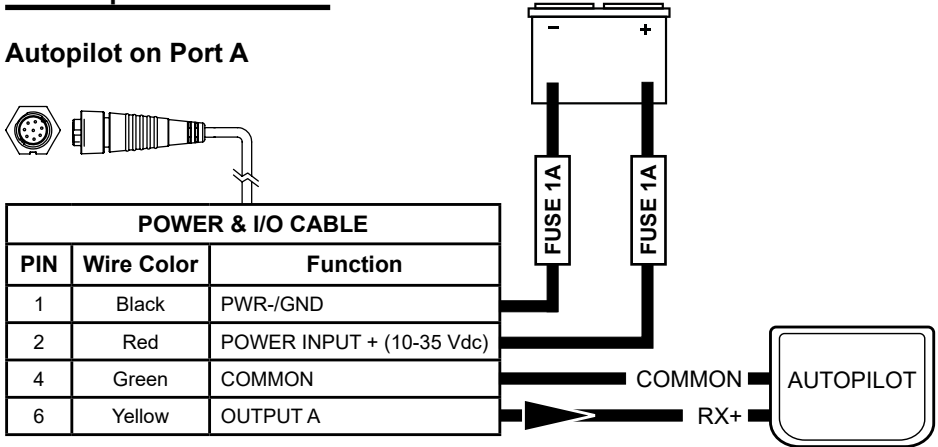 Autopilot on Port A
- +
FUSE 1A
FUSE 1A
POWER & I/O CABLE
PIN Wire Color Function
1 Black PWR-/GND
2 Red POWER INPUT + (10-35 Vdc)
4 Green COMMON
6 Yellow OUTPUT A
COMMON
RX+
AUTOPILOT